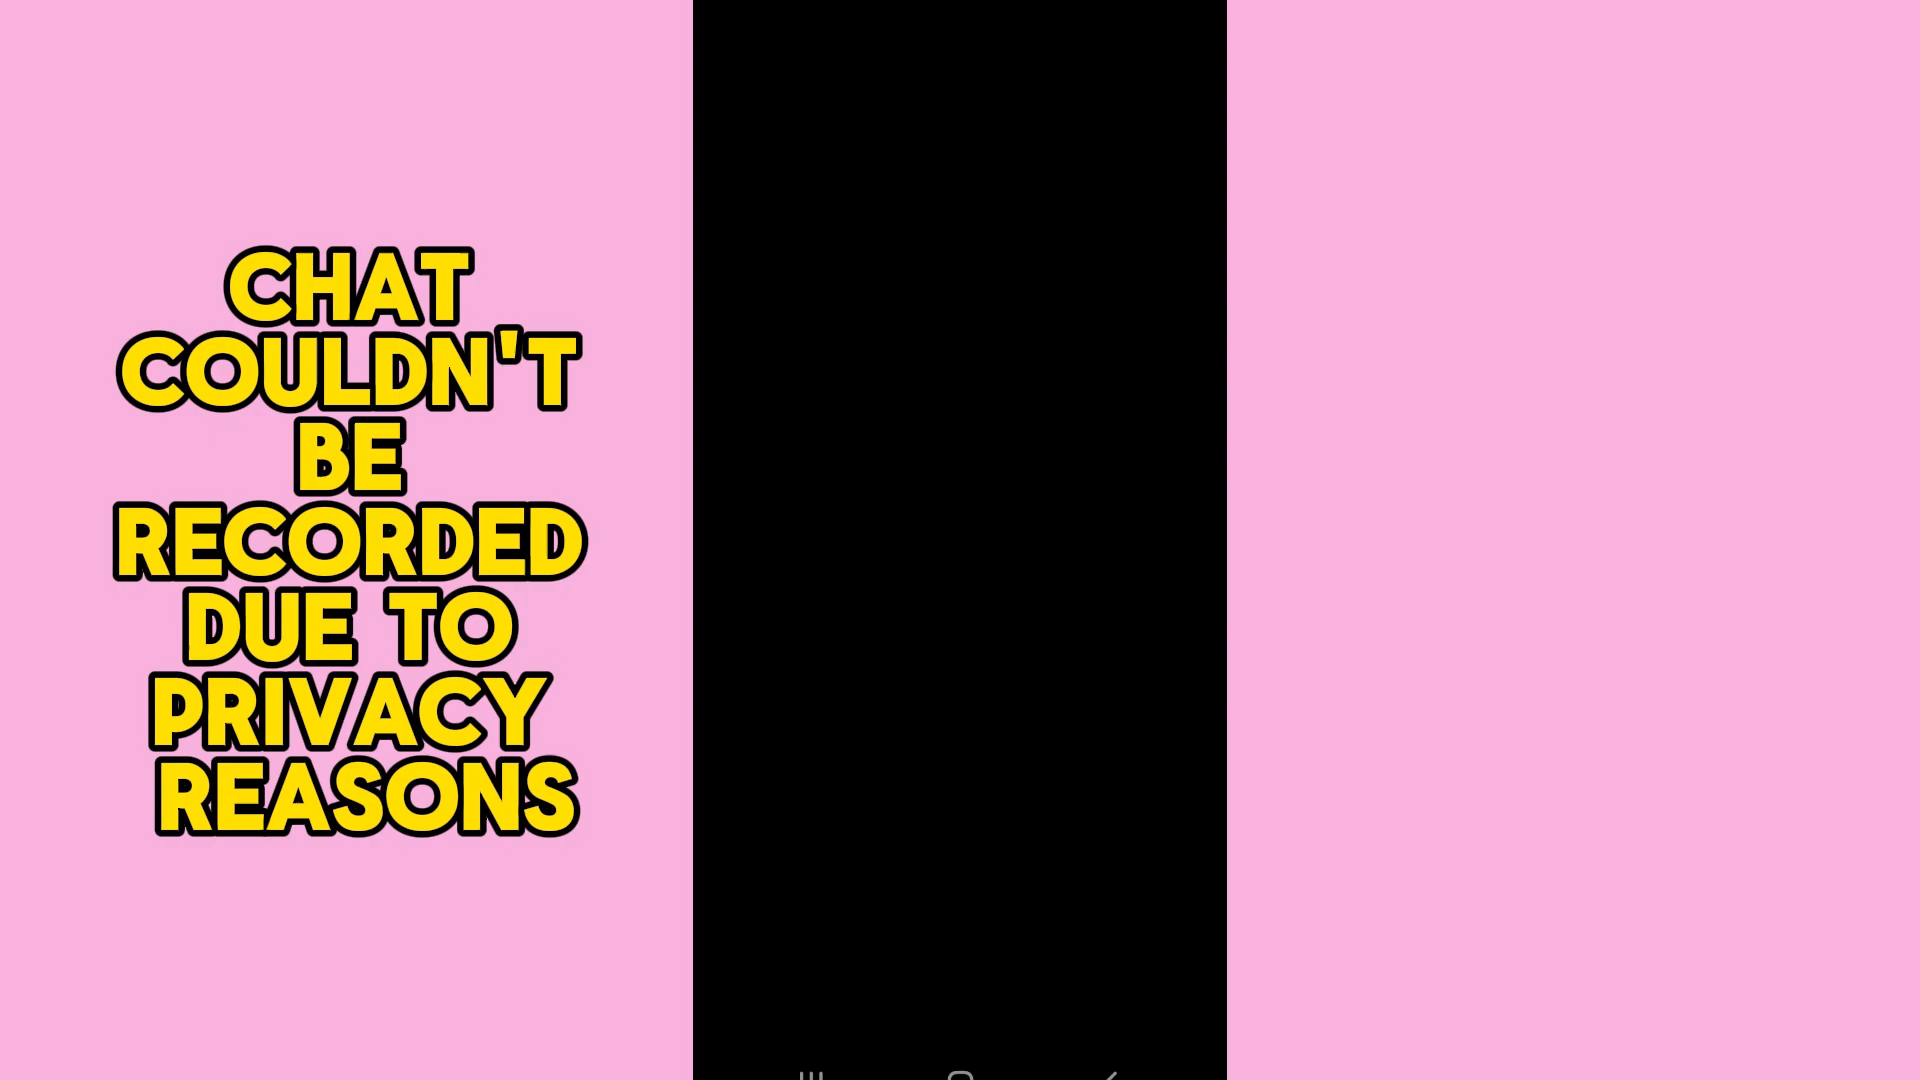 CHAT
COULDN'T
BE
RECORDED
DUE TO
PRIVACY
REASONS